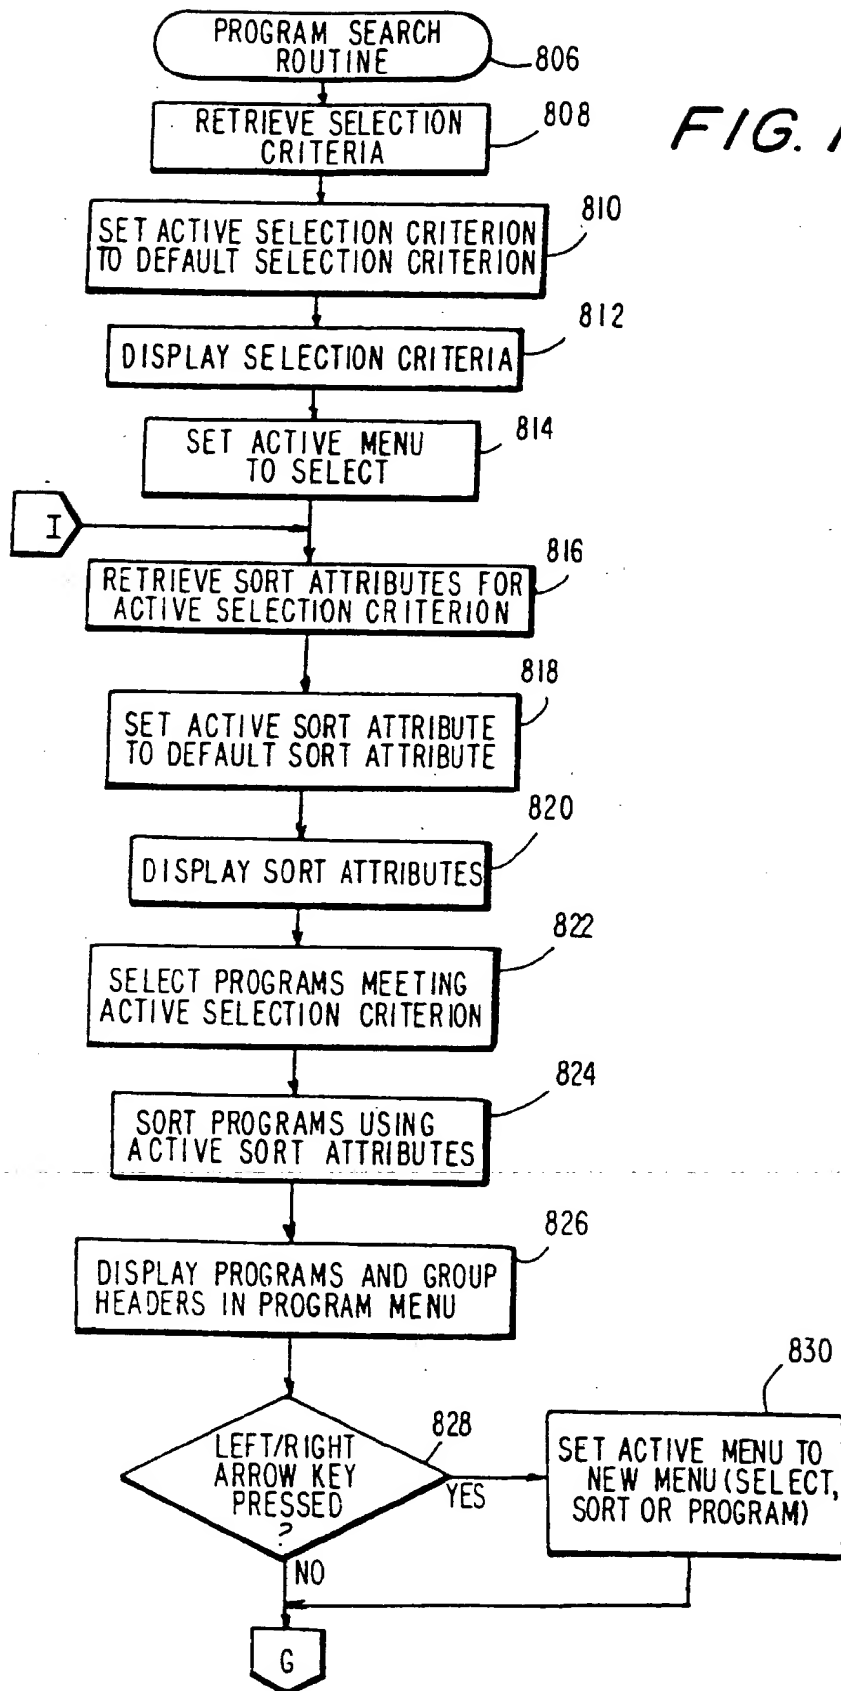 PROGRAM SEARCH
ROUTINE
806
RETRIEVE SELECTION
CRITERIA
808
FIG.
SET ACTIVE SELECTION CRITERION
TO DEFAULT SELECTION CRITERION
810
DISPLAY SELECTION CRITERIA
812
SET ACTIVE MENU
TO SELECT
814
I
RETRIEVE SORT ATTRIBUTES FOR
ACTIVE SELECTION CRITERION
816
SET ACTIVE SORT ATTRIBUTE
TO DEFAULT SORT ATTRIBUTE
818
DISPLAY SORT ATTRIBUTES
820
SELECT PROGRAMS MEETING
ACTIVE SELECTION CRITERION
822
SORT PROGRAMS USING
ACTIVE SORT ATTRIBUTES
824
DISPLAY PROGRAMS AND GROUP
HEADERS IN PROGRAM MENU
826
LEFT/RIGHT
ARROW KEY
PRESSED
?
828
YES
NO
SET ACTIVE MENU TO
NEW MENU (SELECT,
SORT OR PROGRAM)
830
G